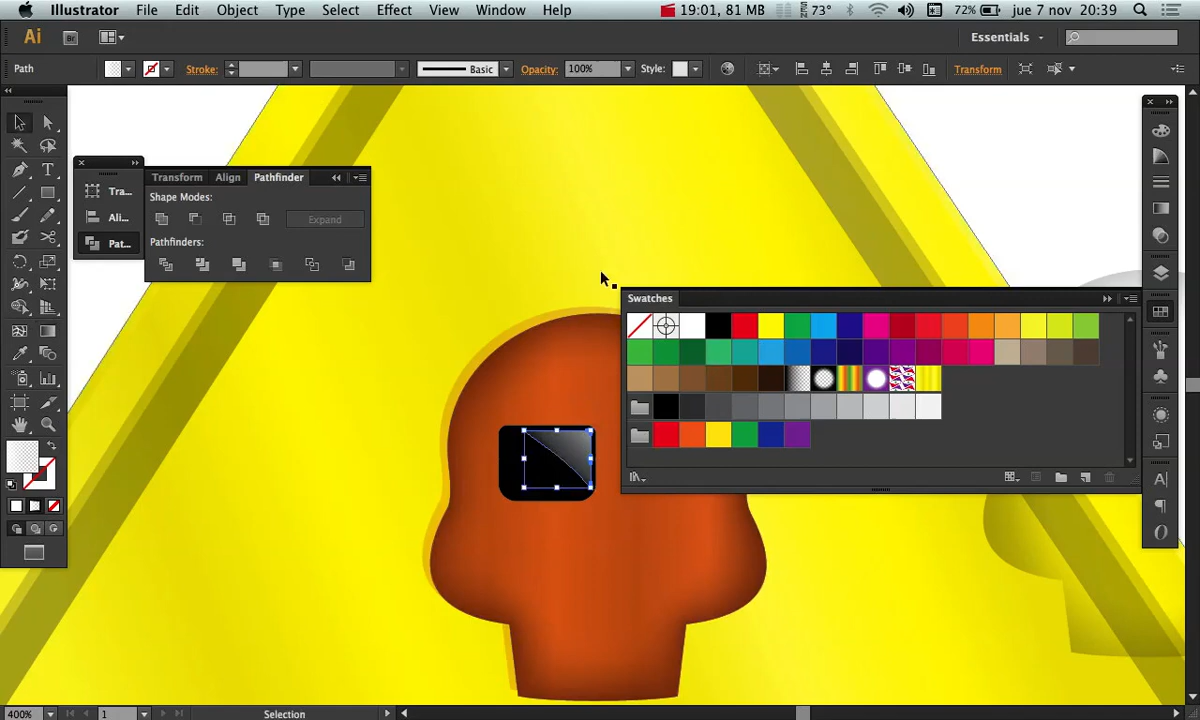 Illustrator File Edit Object Type Select Effect View Window Help 19:01, 81 MB 73° 72% jue 7 nov 20:39
Ai Br Essentials
Path Stroke: Basic Opacity: 100% Style: Transform
Transform Align Pathfinder
Tra...
Shape Modes:
Ali...
Expand
Pat...
Pathfinders:
Swatches
400% 1 Selection